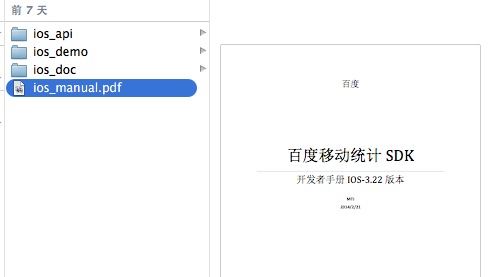 前 7 天
ios_api
ios_demo
ios_doc
ios_manual.pdf
百度
百度移动统计 SDK
开发者手册 IOS-3.22 版本
MTJ
2014/2/21